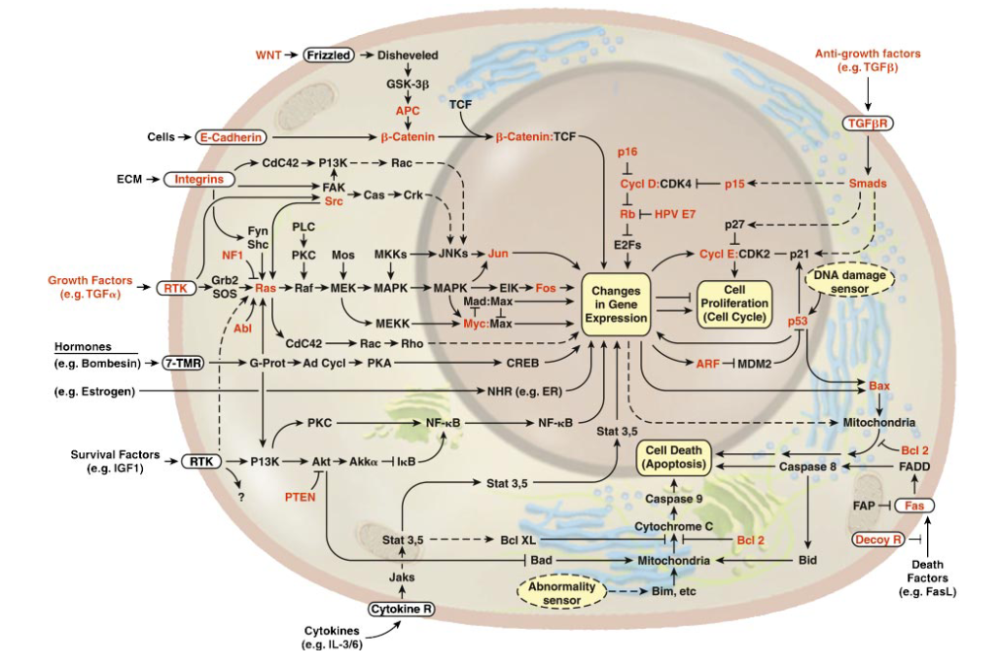 WNT
Frizzled
Disheveled
GSK-3β
APC
TCF
Cells
E-Cadherin
β-Catenin
β-Catenin:TCF
Anti-growth factors
(e.g. TGFβ)
TGFβR
Smads
p16
Cycl D:CDK4
p15
Rb
HPV E7
E2Fs
p27
Cycl E:CDK2
p21
DNA damage
sensor
CdC42
P13K
Rac
ECM
Integrins
FAK
Src
Cas
Crk
Fyn
Shc
PLC
NF1
PKC
Mos
MKKs
JNKs
Jun
Growth Factors
(e.g. TGFα)
RTK
Grb2
SOS
Ras
Raf
MEK
MAPK
MAPK
ElK
Fos
Mad:Max
Changes
in Gene
Expression
Cell
Proliferation
(Cell Cycle)
p53
Abl
MEKK
Myc:Max
CdC42
Rac
Rho
Hormones
(e.g. Bombesin)
7-TMR
G-Prot
Ad Cycl
PKA
CREB
ARF
MDM2
(e.g. Estrogen)
NHR (e.g. ER)
Bax
PKC
NF-κB
NF-κB
Stat 3,5
Mitochondria
Survival Factors
(e.g. IGF1)
RTK
P13K
Akt
Akkα
IκB
Cell Death
(Apoptosis)
Bcl 2
Caspase 8
FADD
?
PTEN
Stat 3,5
Caspase 9
FAP
Fas
Cytochrome C
Stat 3,5
Bcl XL
Bcl 2
Decoy R
Bad
Mitochondria
Bid
Death
Factors
(e.g. FasL)
Jaks
Abnormality
sensor
Bim, etc
Cytokine R
Cytokines
(e.g. IL-3/6)